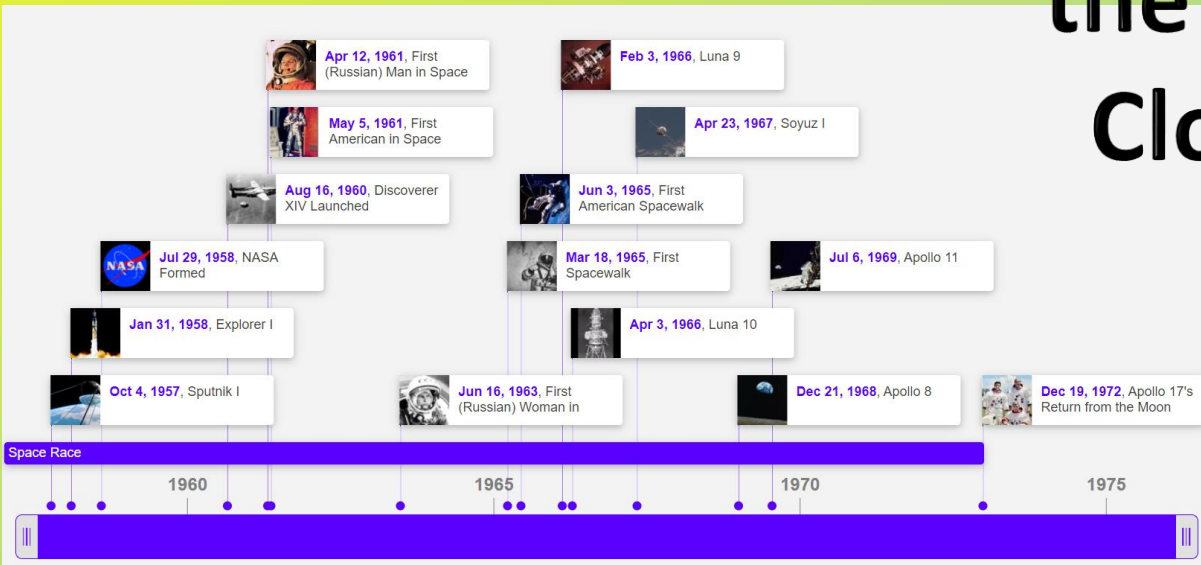 the
Clo
Apr 12, 1961, First
(Russian) Man in Space
Feb 3, 1966, Luna 9
May 5, 1961, First
American in Space
Apr 23, 1967, Soyuz I
Aug 16, 1960, Discoverer
XIV Launched
Jun 3, 1965, First
American Spacewalk
NASA
Jul 29, 1958, NASA
Formed
Mar 18, 1965, First
Spacewalk
Jul 6, 1969, Apollo 11
Jan 31, 1958, Explorer I
Apr 3, 1966, Luna 10
Oct 4, 1957, Sputnik I
Jun 16, 1963, First
(Russian) Woman in
Dec 21, 1968, Apollo 8
Dec 19, 1972, Apollo 17's
Return from the Moon
Space Race
1960
1965
1970
1975